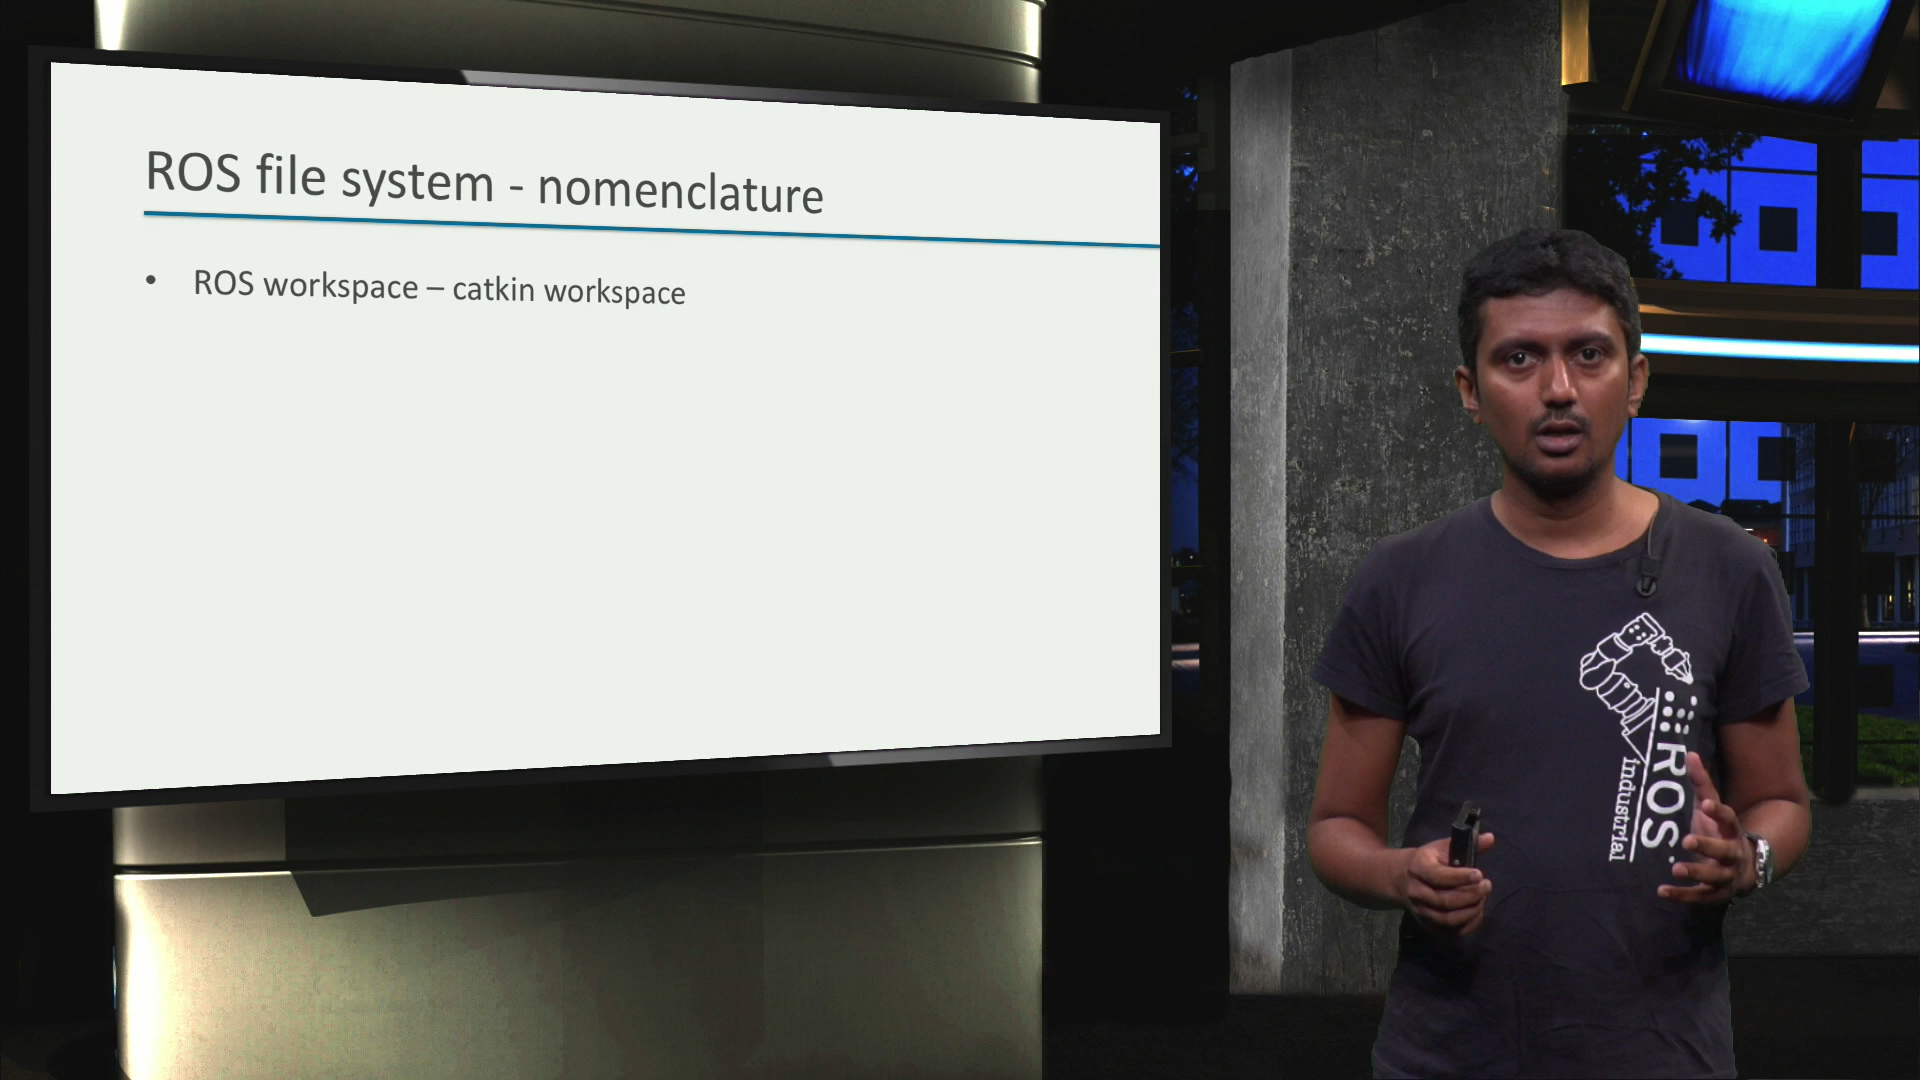 ROS file system - nomenclature
• ROS workspace – catkin workspace
ROS
industrial